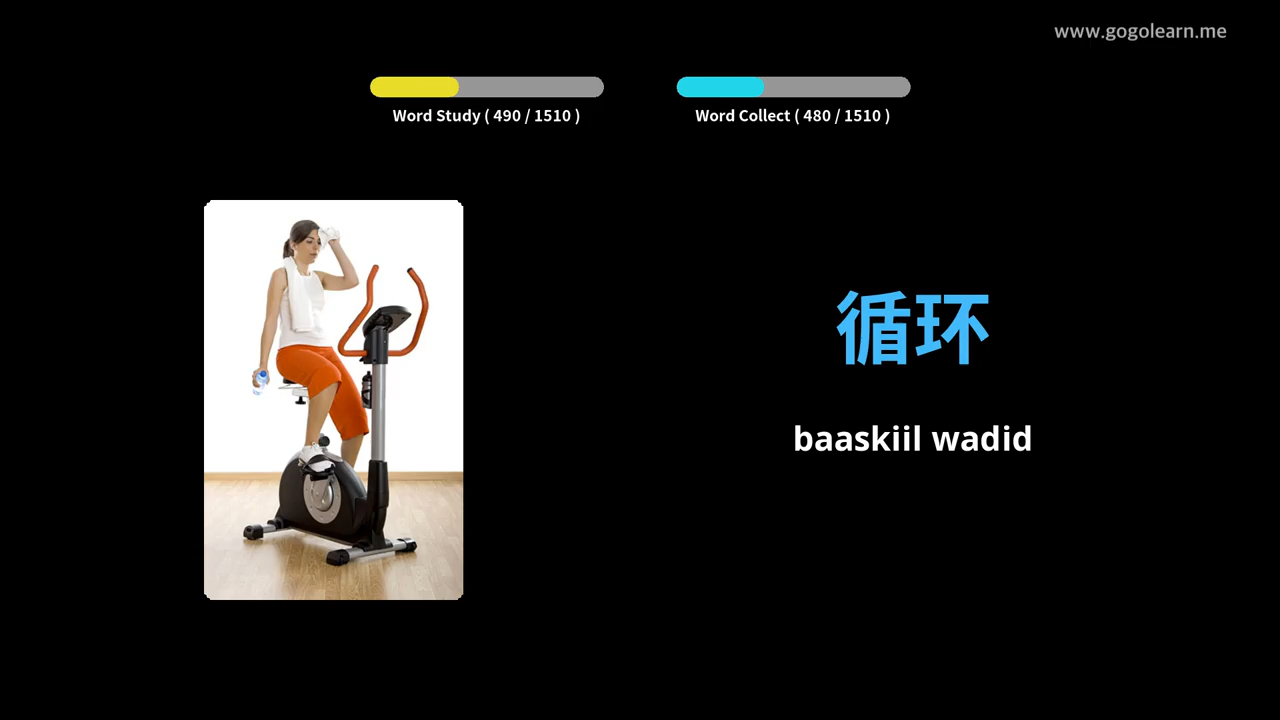 www.gogolearn.me
Word Study ( 490 / 1510 )
Word Collect ( 480 / 1510 )
循环
baaskiil wadid